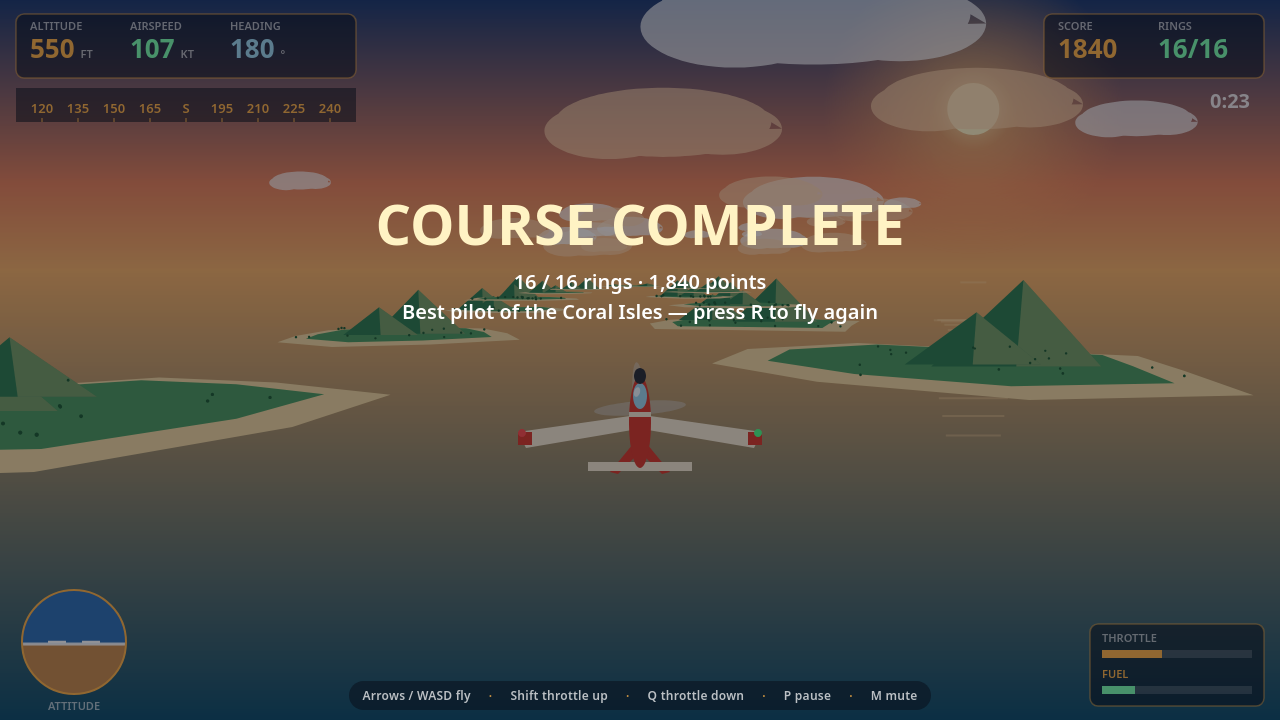 ALTITUDE AIRSPEED HEADING
550 FT 107 KT 180 °
120 135 150 165 S 195 210 225 240
SCORE RINGS
1840 16/16
0:23
COURSE COMPLETE
16 / 16 rings · 1,840 points
Best pilot of the Coral Isles — press R to fly again
ATTITUDE
Arrows / WASD fly · Shift throttle up · Q throttle down · P pause · M mute
THROTTLE
FUEL